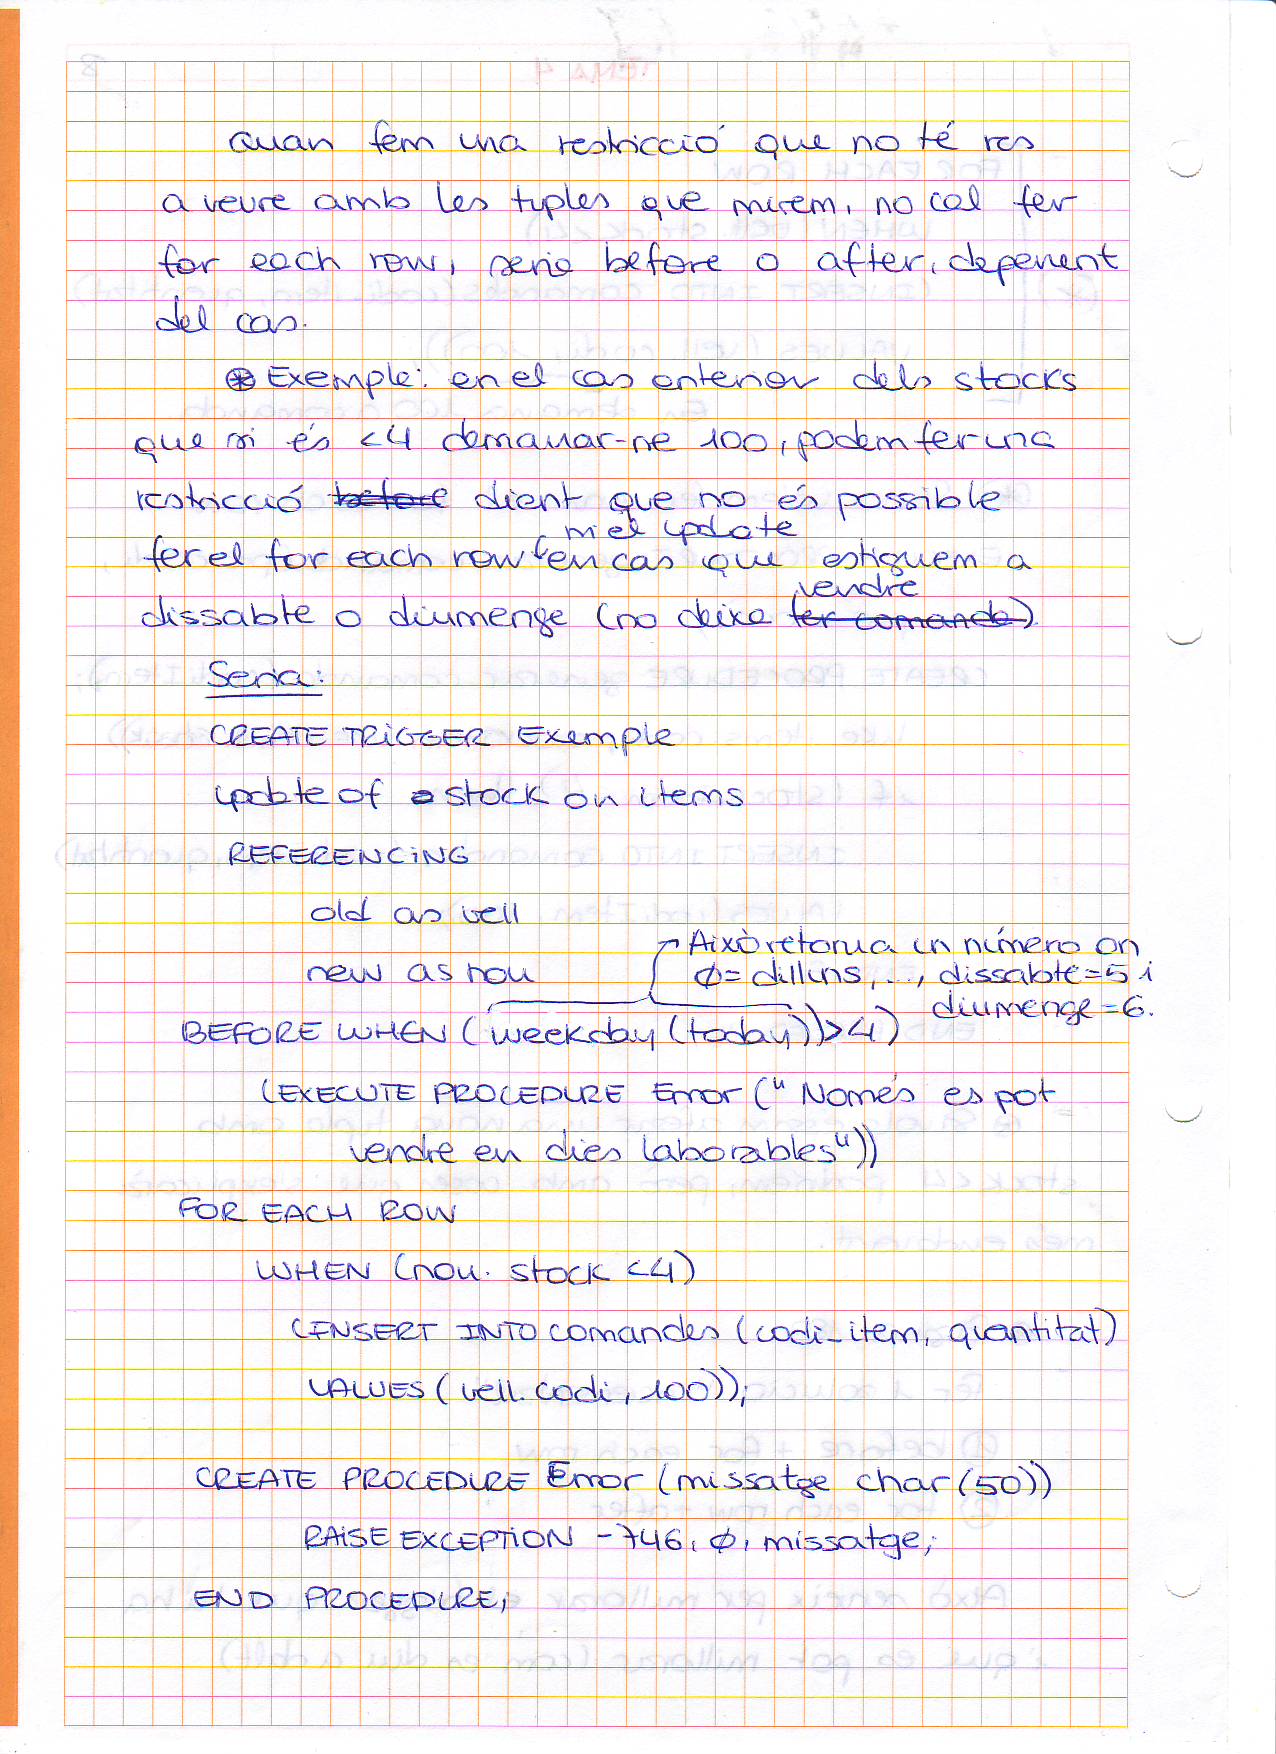 Quan fem una restricció que no té res
a veure amb les tuples que mirem, no cal fer
for each row, seria before o after, depenent
del cas.
⊛ Exemple: en el cas anterior dels stocks
que si és <4 demanar-ne 100, podem fer una
restricció before dient que no és possible
ni el update
fer el for each row en cas que estiguem a
vendre
dissabte o diumenge (no deixa fer comanda).
Seria:
CREATE TRIGGER Exemple
update of stock on items
REFERENCING
old as vell
new as nou
Això retorna un número on
Ø= dilluns, ..., dissabte=5 i
diumenge=6.
BEFORE WHEN (weekday (today))>4)
(EXECUTE PROCEDURE Error (" Només es pot
vendre en dies laborables"))
FOR EACH ROW
WHEN (nou. stock <4)
(INSERT INTO comandes (codi_item, quantitat)
VALUES (vell. codi, 100));
CREATE PROCEDURE Error (missatge char (50))
RAISE EXCEPTION -746, Ø, missatge;
END PROCEDURE;